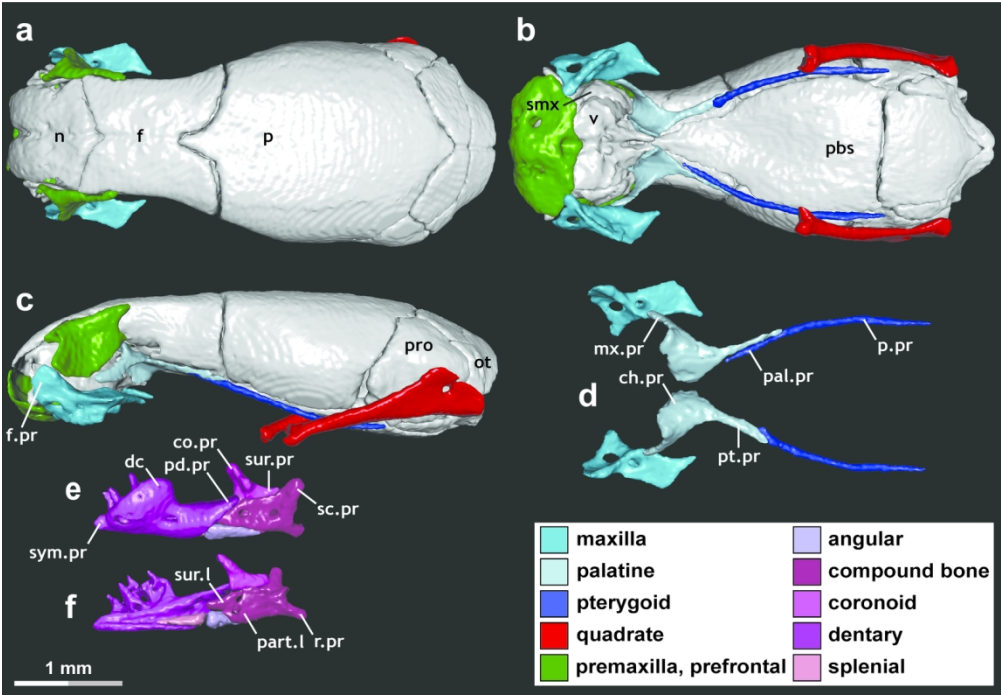 a
b
n
f
p
smx
v
pbs
c
pro
ot
f.pr
mx.pr
p.pr
ch.pr
pal.pr
d
pt.pr
co.pr
dc
pd.pr
sur.pr
e
sc.pr
sym.pr
sur.l
f
part.l
r.pr
1 mm
maxilla
palatine
pterygoid
quadrate
premaxilla, prefrontal
angular
compound bone
coronoid
dentary
splenial